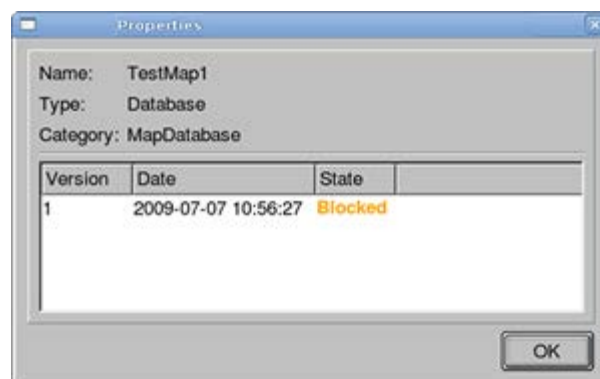 Properties
Name: TestMap1
Type: Database
Category: MapDatabase
Version Date State
1 2009-07-07 10:56:27 Blocked
OK